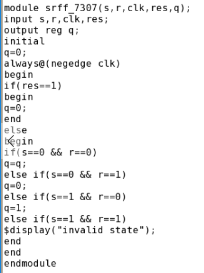 module srff_7307(s,r,clk,res,q);
input s,r,clk,res;
output reg q;
initial
q=0;
always@(negedge clk)
begin
if(res==1)
begin
q=0;
end
else
begin
if(s==0 && r==0)
q=q;
else if(s==0 && r==1)
q=0;
else if(s==1 && r==0)
q=1;
else if(s==1 && r==1)
$display("invalid state");
end
end
endmodule